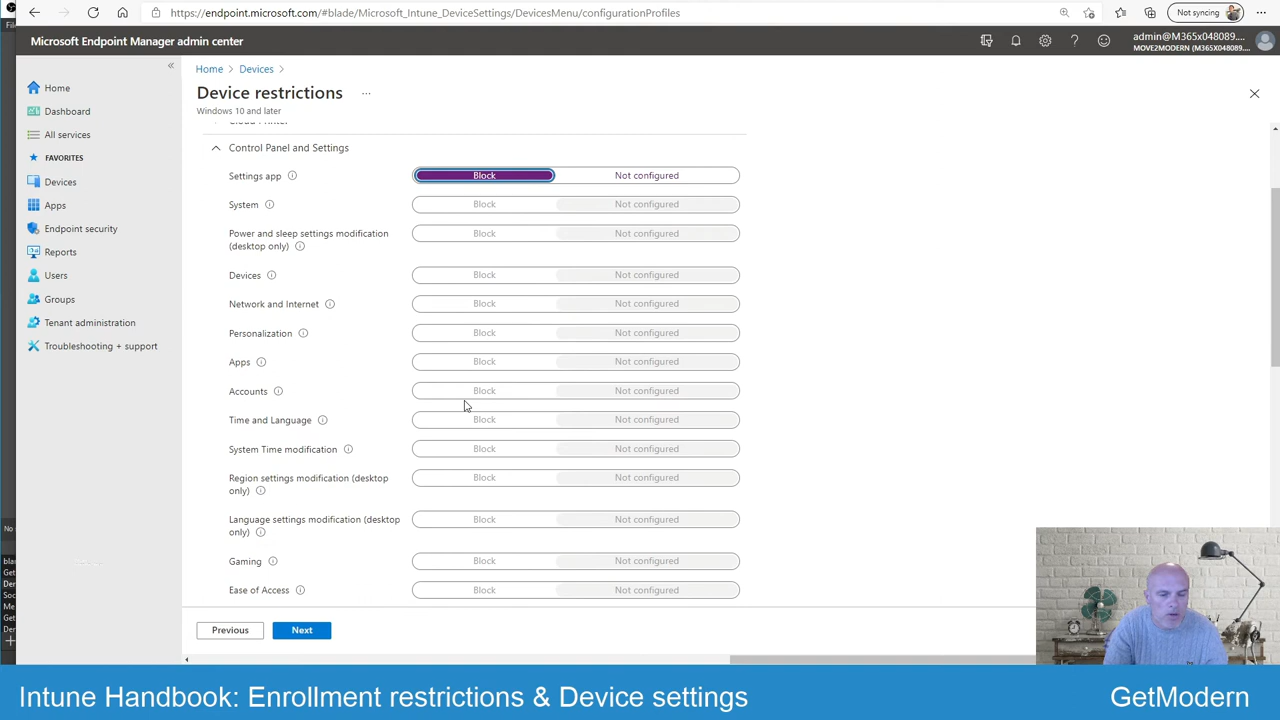 https://endpoint.microsoft.com/#blade/Microsoft_Intune_DeviceSettings/DevicesMenu/configurationProfiles
Not syncing
Microsoft Endpoint Manager admin center
admin@M365x048089....
MOVE2MODERN (M365X048089....
Home
Dashboard
All services
FAVORITES
Devices
Apps
Endpoint security
Reports
Users
Groups
Tenant administration
Troubleshooting + support
Home > Devices >
Device restrictions ...
Windows 10 and later
Control Panel and Settings
Settings app Block Not configured
System Block Not configured
Power and sleep settings modification
(desktop only) Block Not configured
Devices Block Not configured
Network and Internet Block Not configured
Personalization Block Not configured
Apps Block Not configured
Accounts Block Not configured
Time and Language Block Not configured
System Time modification Block Not configured
Region settings modification (desktop
only) Block Not configured
Language settings modification (desktop
only) Block Not configured
Gaming Block Not configured
Ease of Access Block Not configured
Previous Next
Intune Handbook: Enrollment restrictions & Device settings
GetModern